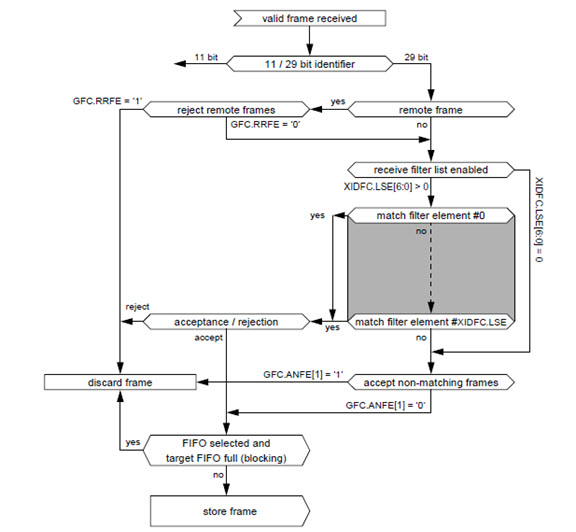 valid frame received
11 bit
11 / 29 bit identifier
29 bit
GFC.RRFE = '1'
reject remote frames
yes
remote frame
GFC.RRFE = '0'
no
receive filter list enabled
XIDFC.LSE[6:0] > 0
XIDFC.LSE[6:0] = 0
yes
match filter element #0
no
reject
acceptance / rejection
yes
match filter element #XIDFC.LSE
accept
no
discard frame
GFC.ANFE[1] = '1'
accept non-matching frames
GFC.ANFE[1] = '0'
yes
FIFO selected and
target FIFO full (blocking)
no
store frame